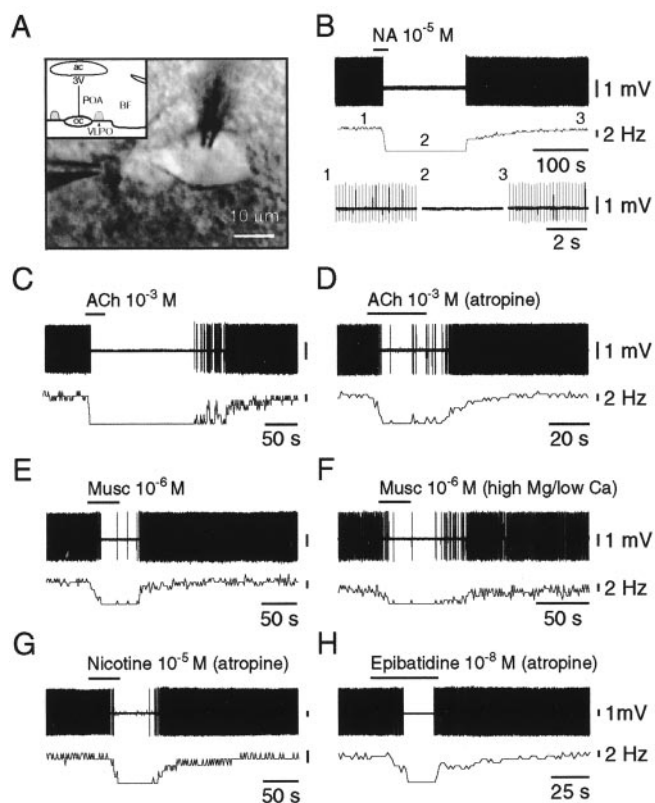 A
ac
3V
POA
BF
oc
VLPO
10 μm
B
NA 10⁻⁵ M
1 mV
1
2
3
2 Hz
100 s
1
2
3
1 mV
2 s
C
ACh 10⁻³ M
50 s
D
ACh 10⁻³ M (atropine)
1 mV
2 Hz
20 s
E
Musc 10⁻⁶ M
50 s
F
Musc 10⁻⁶ M (high Mg/low Ca)
1 mV
2 Hz
50 s
G
Nicotine 10⁻⁵ M (atropine)
50 s
H
Epibatidine 10⁻⁸ M (atropine)
1mV
2 Hz
25 s